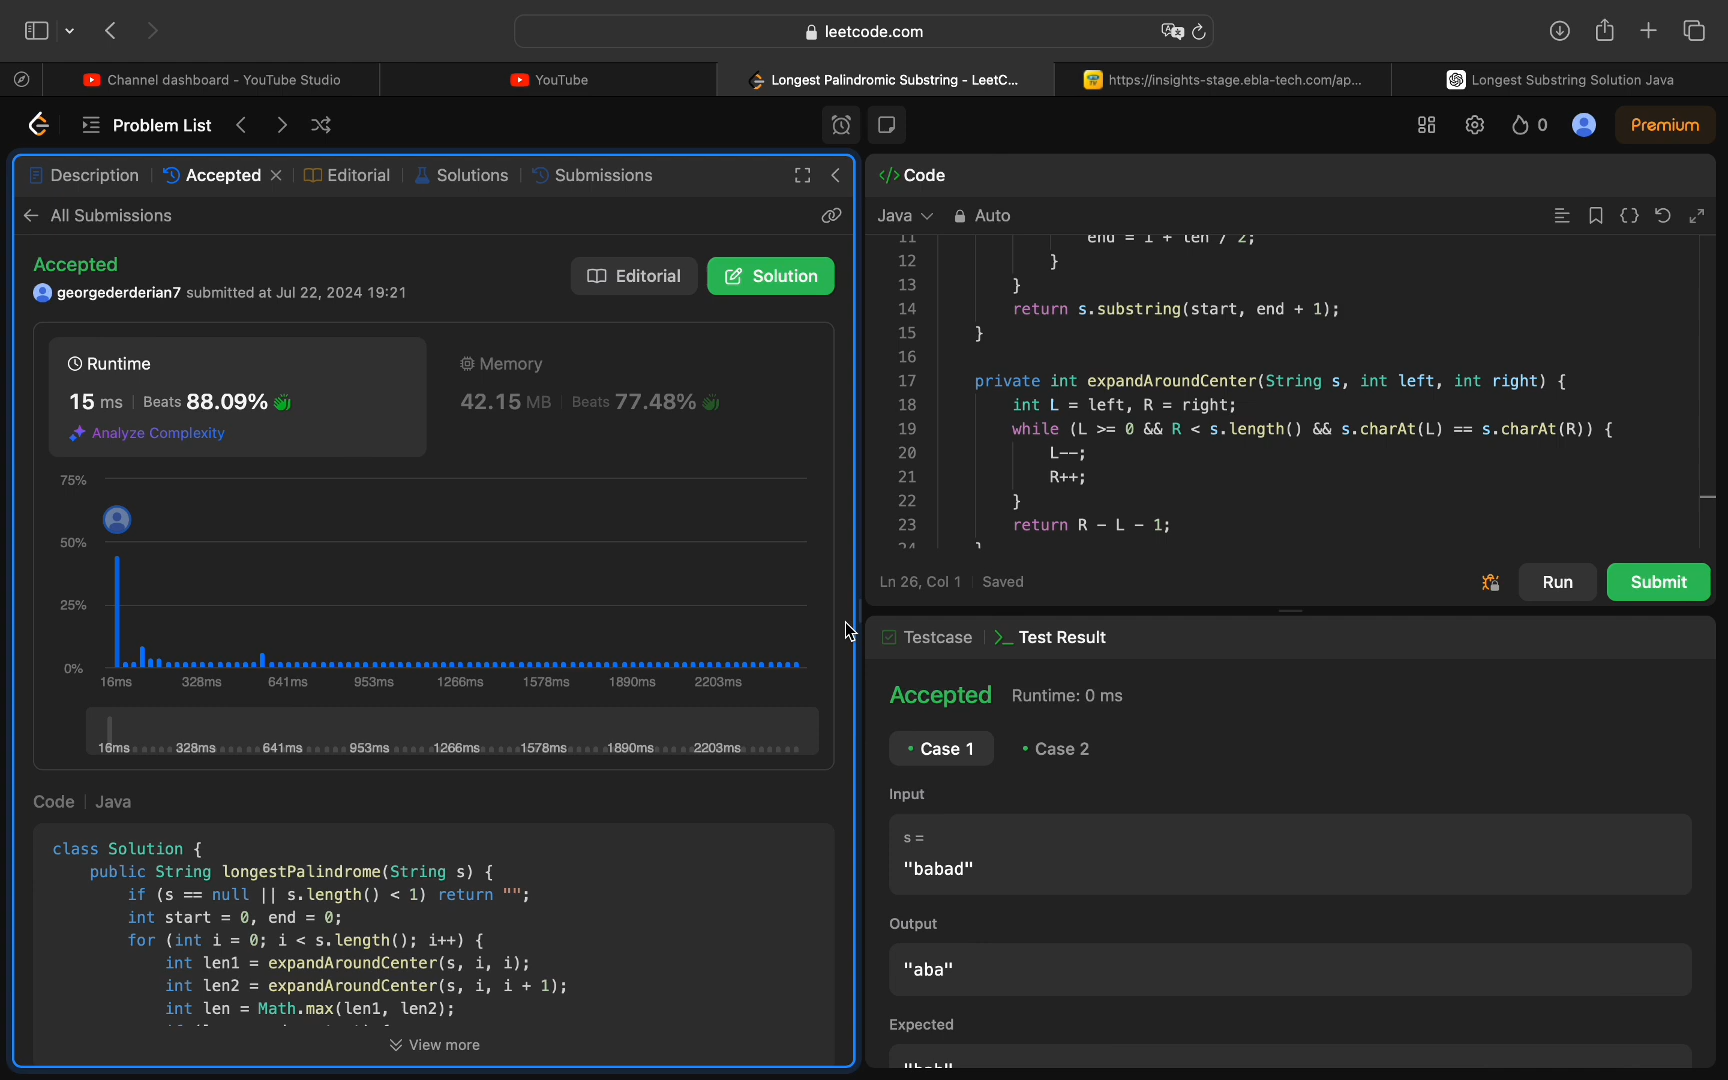 leetcode.com
Channel dashboard - YouTube Studio
YouTube
Longest Palindromic Substring - LeetC...
https://insights-stage.ebla-tech.com/ap...
Longest Substring Solution Java
Problem List
0
Premium
Description
Accepted
Editorial
Solutions
Submissions
All Submissions
Accepted
georgederderian7 submitted at Jul 22, 2024 19:21
Editorial
Solution
Runtime
15 ms | Beats 88.09%
Analyze Complexity
Memory
42.15 MB | Beats 77.48%
75%
50%
25%
0%
16ms 328ms 641ms 953ms 1266ms 1578ms 1890ms 2203ms
16ms 328ms 641ms 953ms 1266ms 1578ms 1890ms 2203ms
Code | Java
class Solution {
public String longestPalindrome(String s) {
if (s == null || s.length() < 1) return "";
int start = 0, end = 0;
for (int i = 0; i < s.length(); i++) {
int len1 = expandAroundCenter(s, i, i);
int len2 = expandAroundCenter(s, i, i + 1);
int len = Math.max(len1, len2);
View more
</> Code
Java
Auto
11 end = i + len / 2;
12 }
13 }
14 return s.substring(start, end + 1);
15 }
16
17 private int expandAroundCenter(String s, int left, int right) {
18 int L = left, R = right;
19 while (L >= 0 && R < s.length() && s.charAt(L) == s.charAt(R)) {
20 L--;
21 R++;
22 }
23 return R - L - 1;
24 }
Ln 26, Col 1 | Saved
Run
Submit
Testcase
Test Result
Accepted
Runtime: 0 ms
Case 1
Case 2
Input
s =
"babad"
Output
"aba"
Expected
"bab"